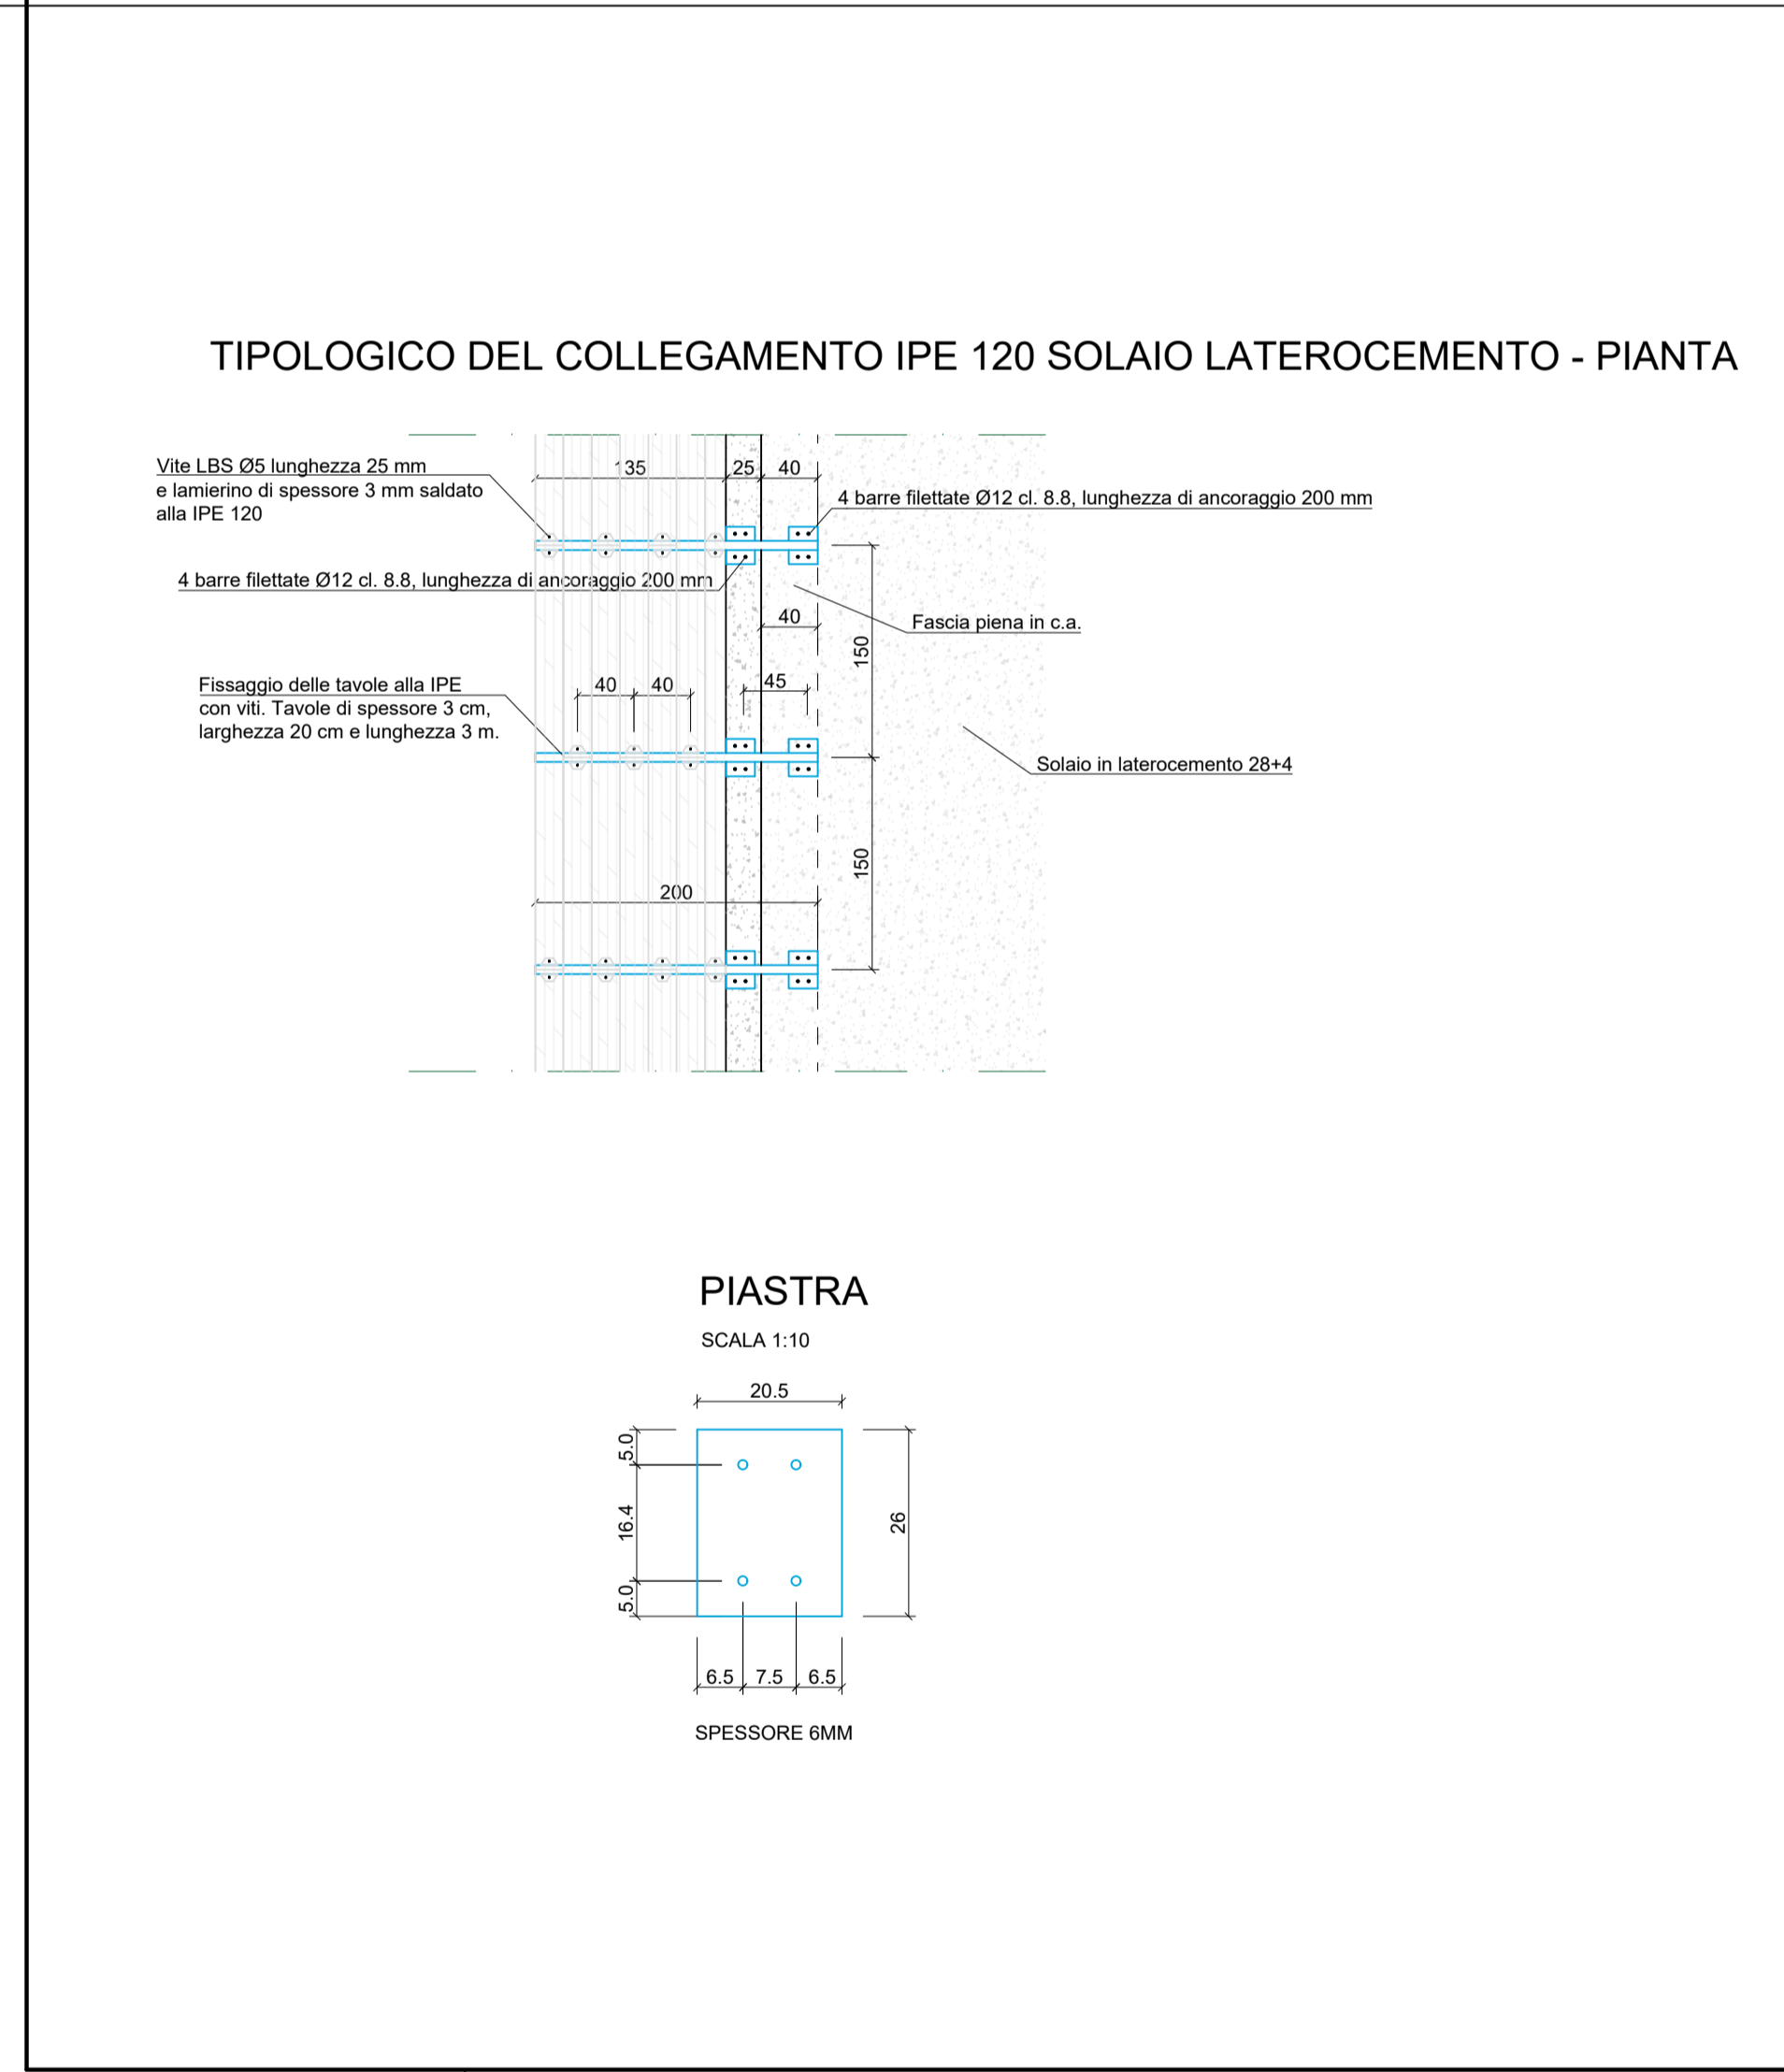 TIPOLOGICO DEL COLLEGAMENTO IPE 120 SOLAIO LATEROCEMENTO - PIANTA
Vite LBS Ø5 lunghezza 25 mm
e lamierino di spessore 3 mm saldato
alla IPE 120
135
25
40
4 barre filettate Ø12 cl. 8.8, lunghezza di ancoraggio 200 mm
4 barre filettate Ø12 cl. 8.8, lunghezza di ancoraggio 200 mm
40
Fascia piena in c.a.
150
Fissaggio delle tavole alla IPE
con viti. Tavole di spessore 3 cm,
larghezza 20 cm e lunghezza 3 m.
40
40
45
Solaio in laterocemento 28+4
150
200
PIASTRA
SCALA 1:10
20.5
5.0
16.4
5.0
26
6.5
7.5
6.5
SPESSORE 6MM